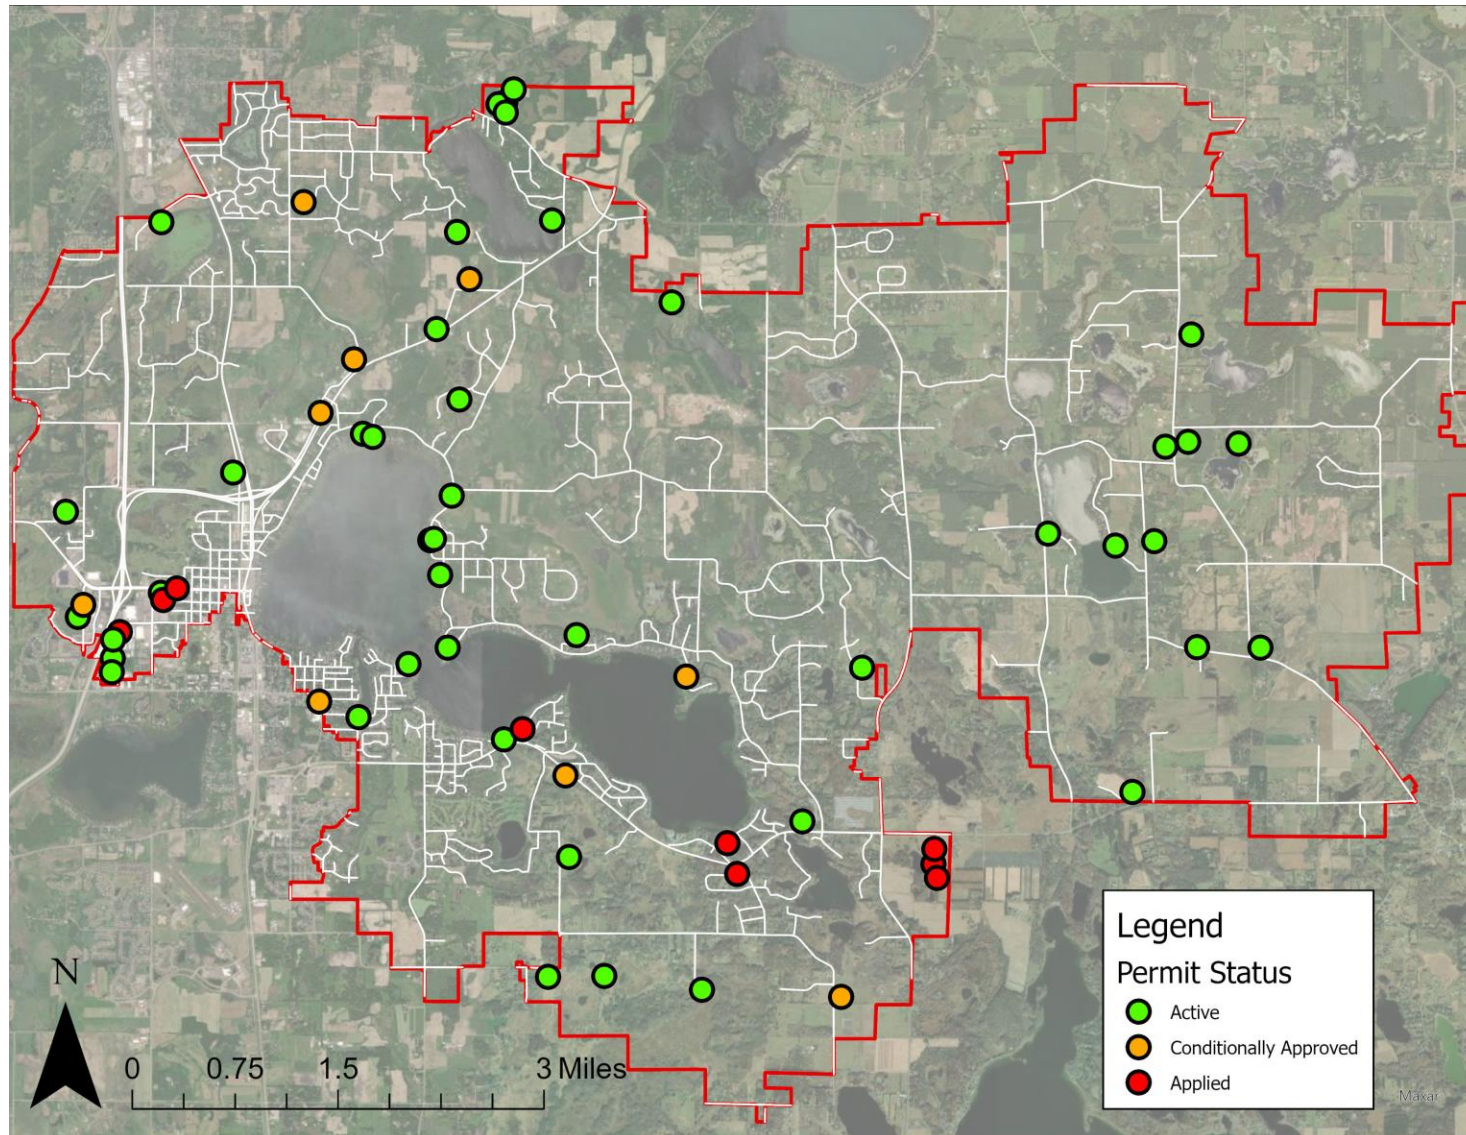 N
0 0.75 1.5 3 Miles
Legend
Permit Status
Active
Conditionally Approved
Applied
Maxar